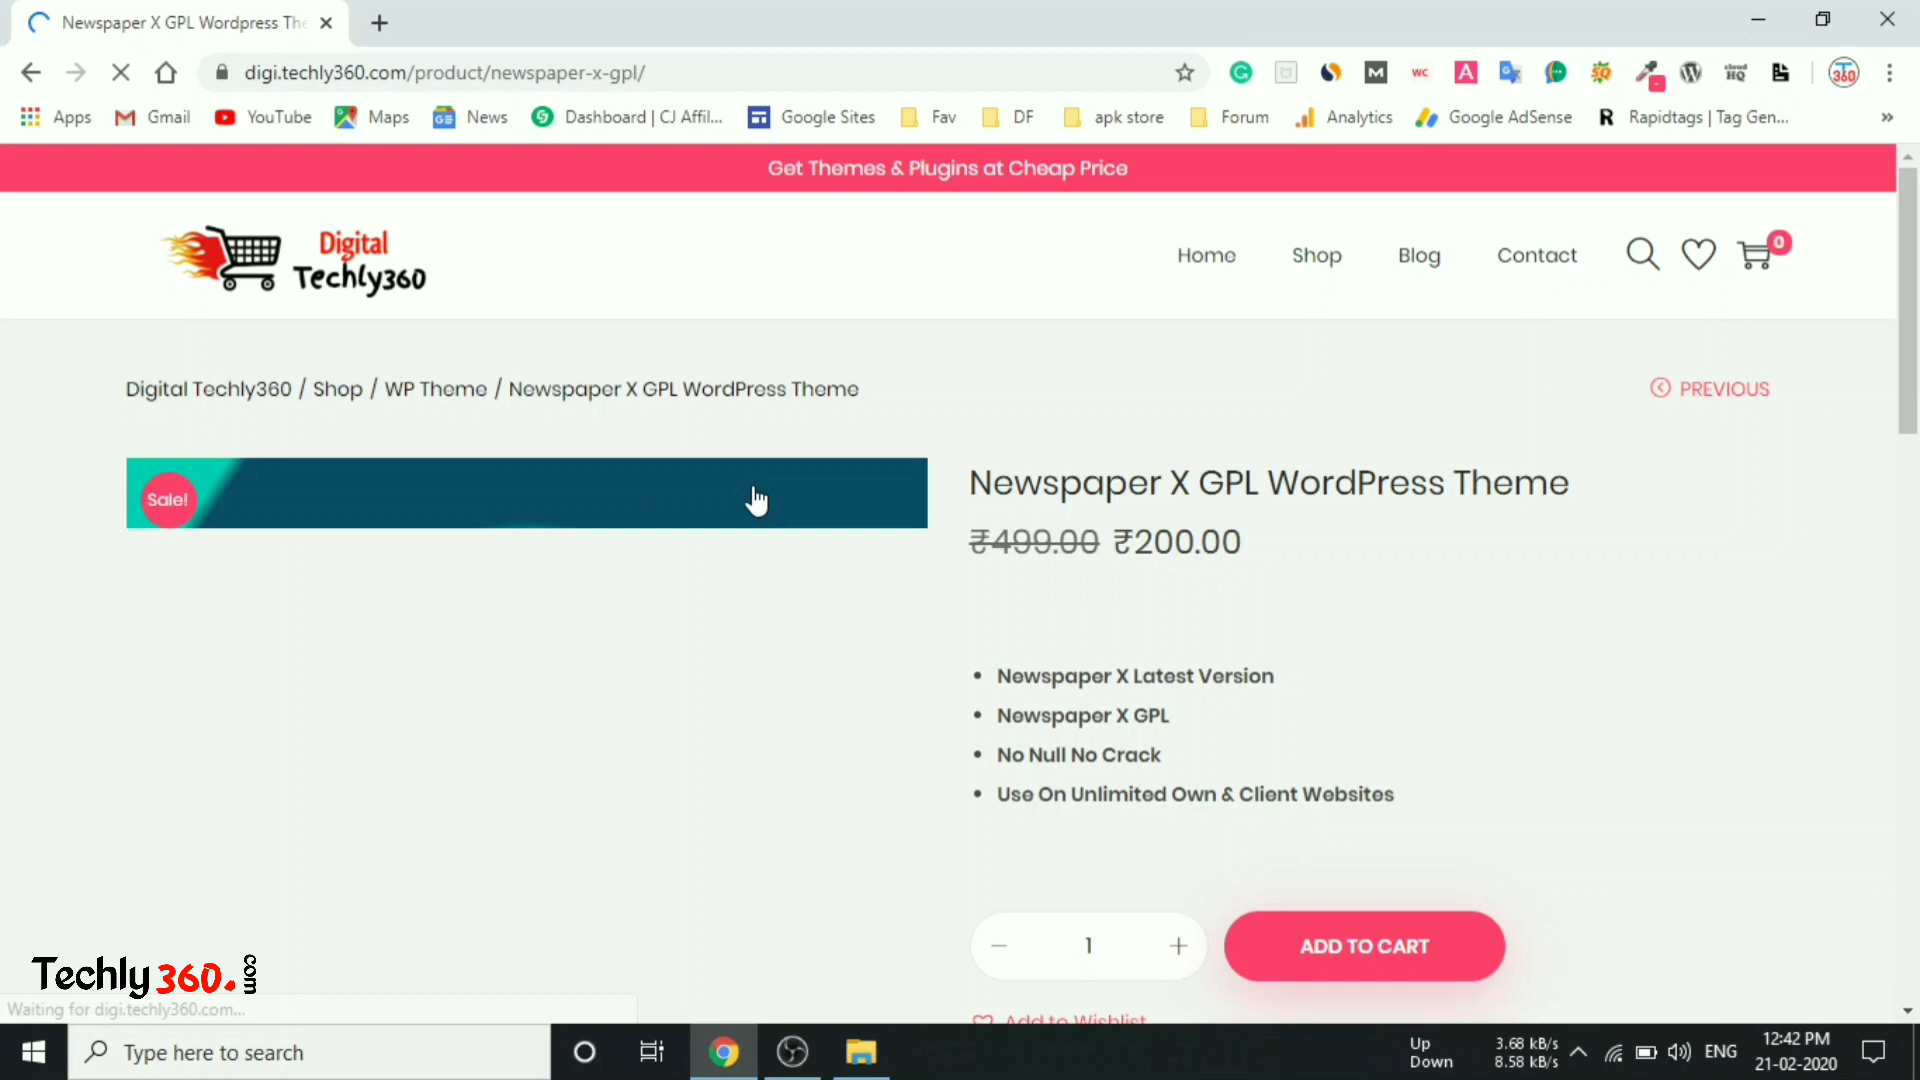 Newspaper X GPL Wordpress The
digi.techly360.com/product/newspaper-x-gpl/
Apps
Gmail
YouTube
Maps
News
Dashboard | CJ Affil...
Google Sites
Fav
DF
apk store
Forum
Analytics
Google AdSense
Rapidtags | Tag Gen...
Get Themes & Plugins at Cheap Price
Digital
Techly360
Home
Shop
Blog
Contact
0
Digital Techly360 / Shop / WP Theme / Newspaper X GPL WordPress Theme
PREVIOUS
Sale!
Newspaper X GPL WordPress Theme
₹499.00 ₹200.00
Newspaper X Latest Version
Newspaper X GPL
No Null No Crack
Use On Unlimited Own & Client Websites
1
ADD TO CART
Add to Wishlist
Techly360.com
Waiting for digi.techly360.com...
Type here to search
Up 3.68 kB/s
Down 8.58 kB/s
ENG
12:42 PM
21-02-2020